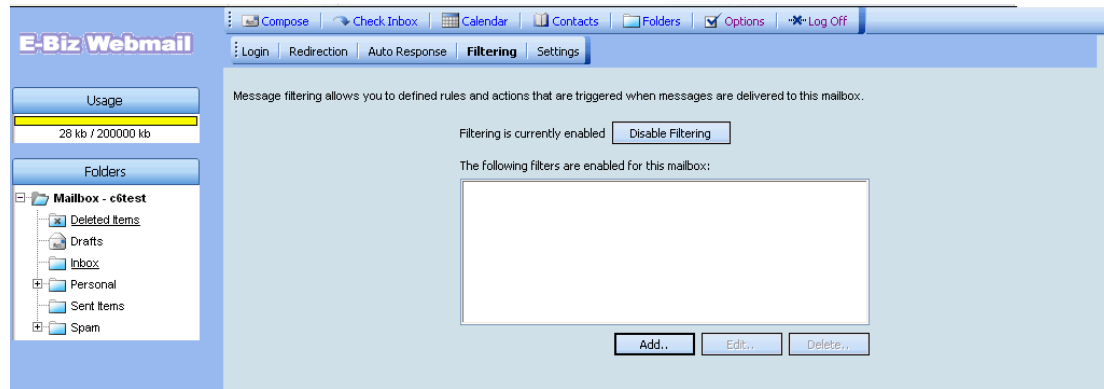 E-Biz Webmail
Compose Check Inbox Calendar Contacts Folders Options Log Off
Login Redirection Auto Response Filtering Settings
Usage
28 kb / 200000 kb
Folders
Mailbox - c6test
Deleted Items
Drafts
Inbox
Personal
Sent Items
Spam
Message filtering allows you to defined rules and actions that are triggered when messages are delivered to this mailbox.
Filtering is currently enabled Disable Filtering
The following filters are enabled for this mailbox:
Add.. Edit.. Delete..